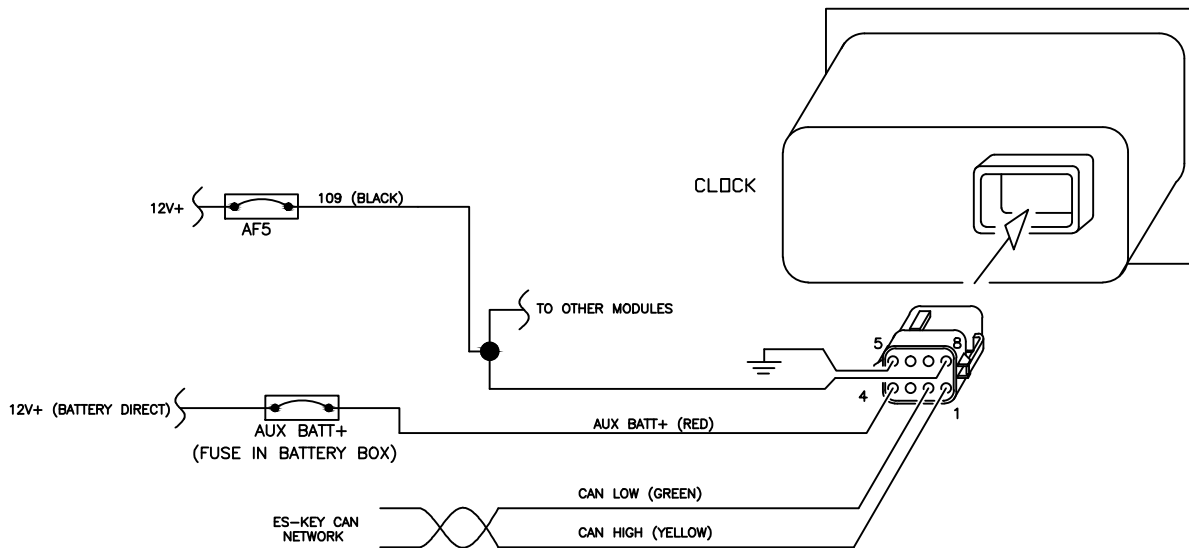 CLOCK
12V+
109 (BLACK)
AF5
TO OTHER MODULES
5
8
4
1
12V+ (BATTERY DIRECT)
AUX BATT+
(FUSE IN BATTERY BOX)
AUX BATT+ (RED)
CAN LOW (GREEN)
ES-KEY CAN
NETWORK
CAN HIGH (YELLOW)